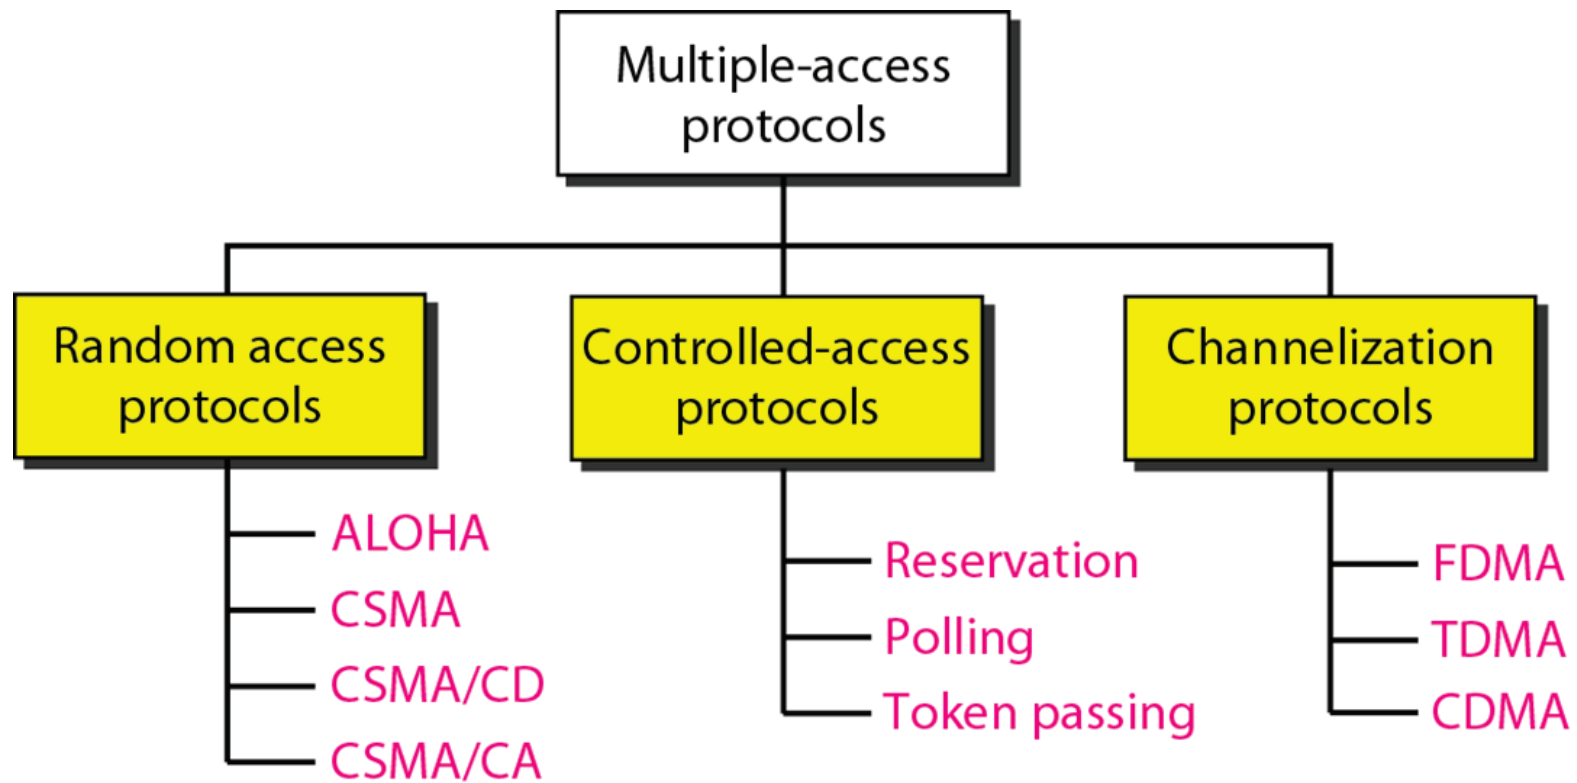 Multiple-access
protocols
Random access
protocols
Controlled-access
protocols
Channelization
protocols
ALOHA
CSMA
CSMA/CD
CSMA/CA
Reservation
Polling
Token passing
FDMA
TDMA
CDMA